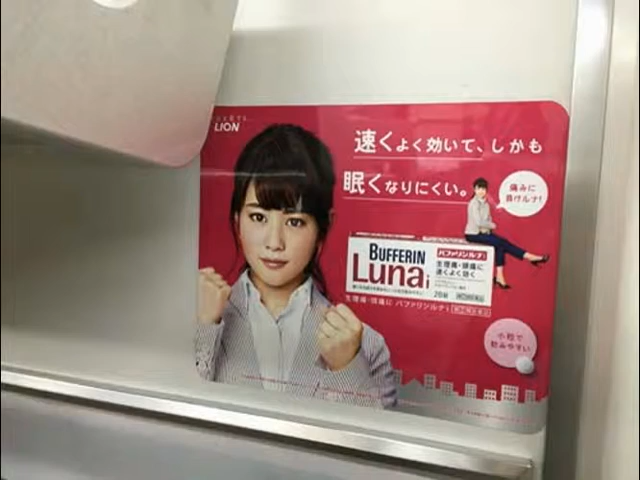 LION
速くよく効いて、しかも
眠くなりにくい。
痛みに
負けルナ!
BUFFERIN
Luna i
バファリンルナi
生理痛・頭痛に
速くよく効く
20錠
生理痛・頭痛に バファリンルナi
小粒で
飲みやすい